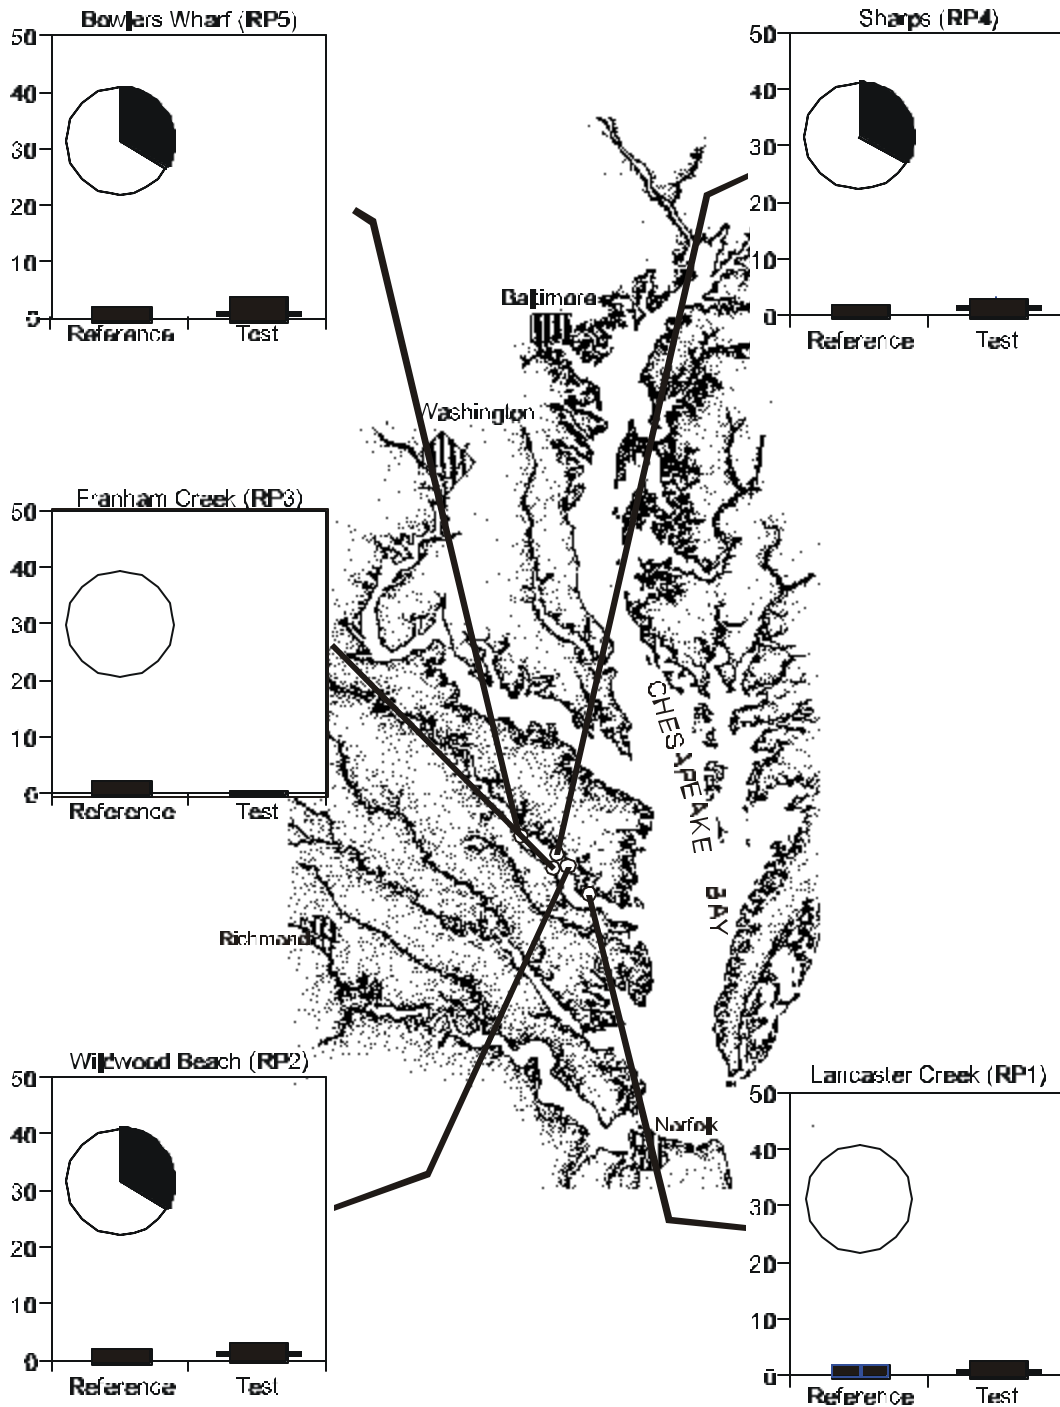 Bowlers Wharf (RP5)
50
40
30
20
10
0
Reference Test
Sharps (RP4)
50
40
30
20
10
0
Reference Test
Baltimore
Washington
Franham Creek (RP3)
50
40
30
20
10
0
Reference Test
CHESAPEAKE BAY
Richmond
Wildwood Beach (RP2)
50
40
30
20
10
0
Reference Test
Norfolk
Lancaster Creek (RP1)
50
40
30
20
10
0
Reference Test